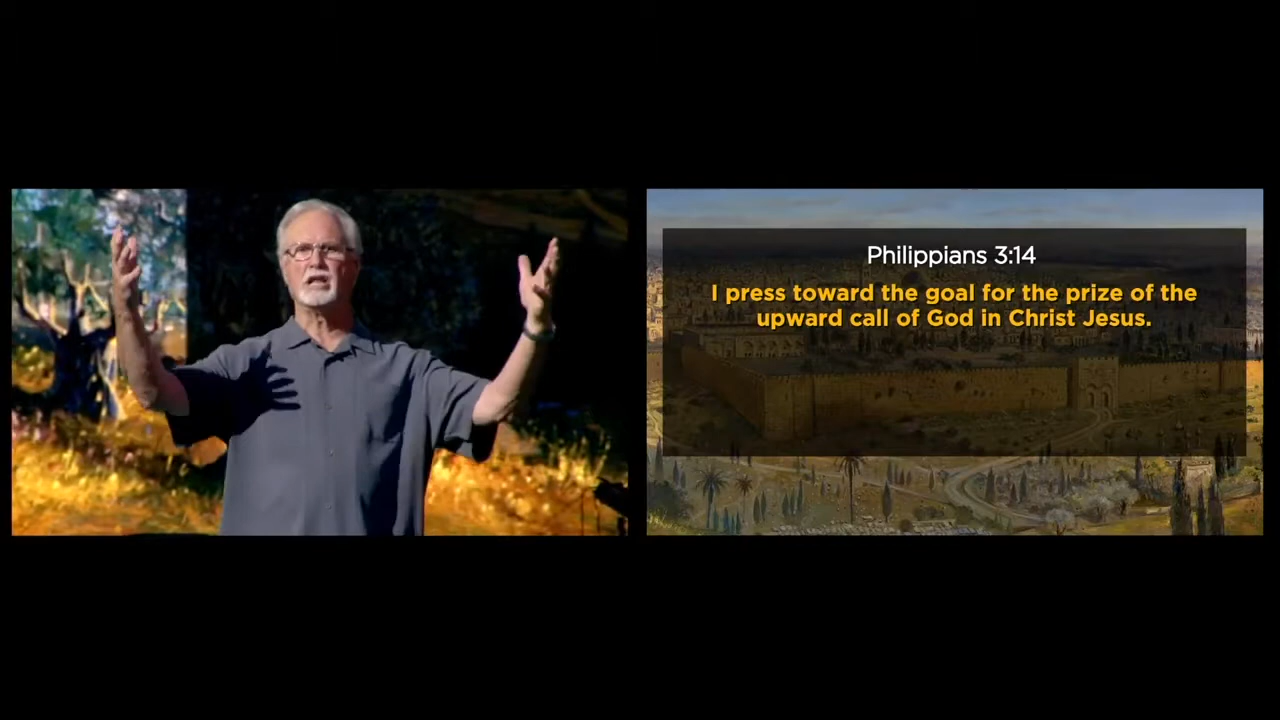 Philippians 3:14
I press toward the goal for the prize of the
upward call of God in Christ Jesus.